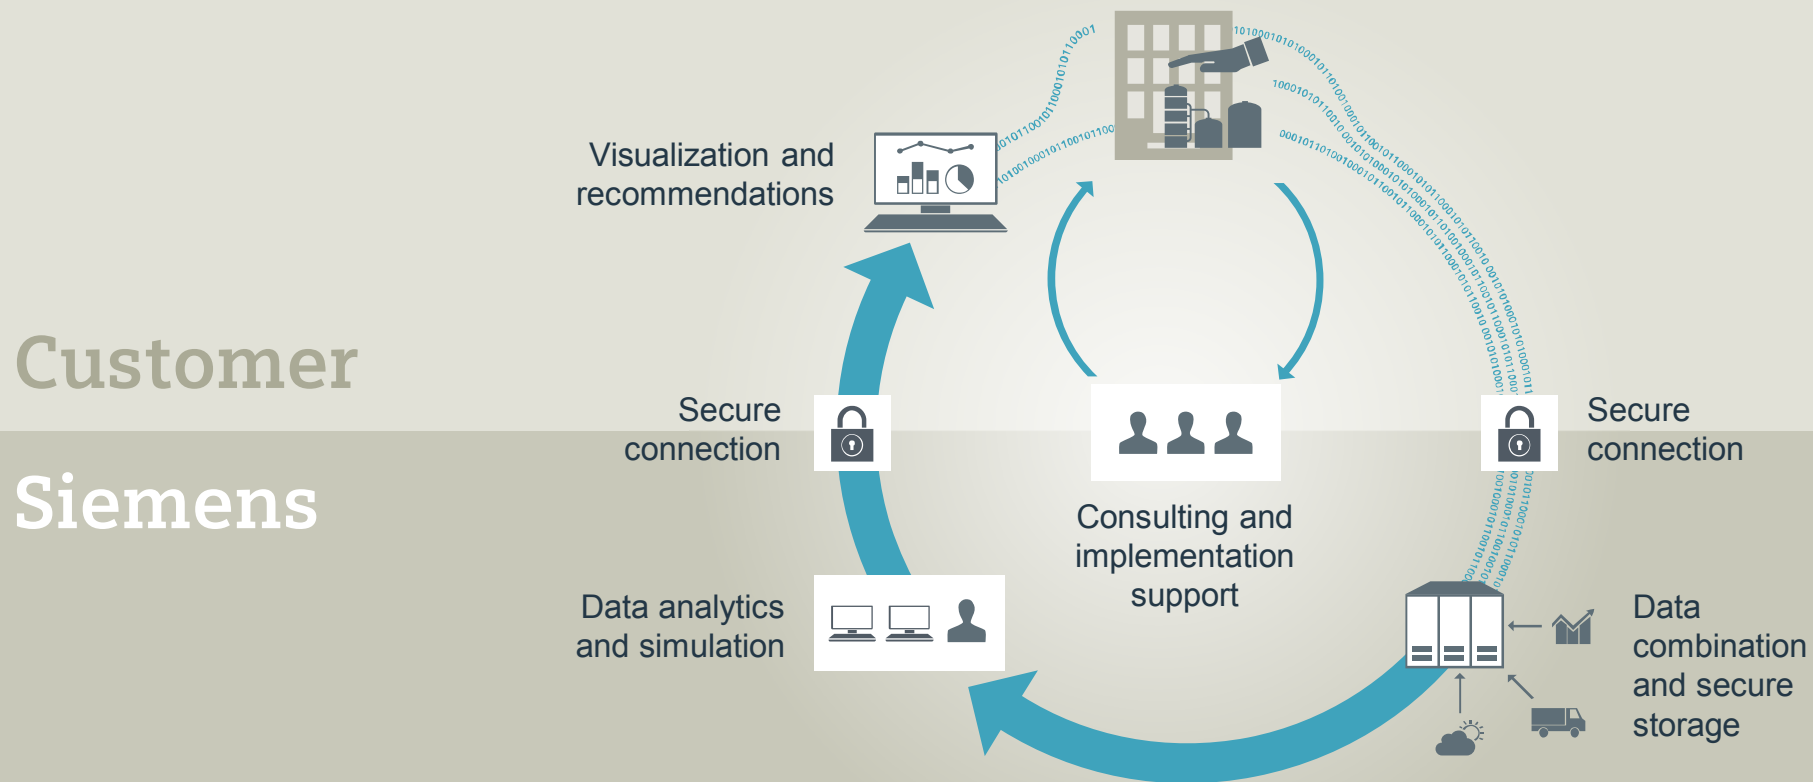 Visualization and
recommendations
Customer
Secure
connection
Secure
connection
Siemens
Consulting and
implementation
support
Data analytics
and simulation
Data
combination
and secure
storage